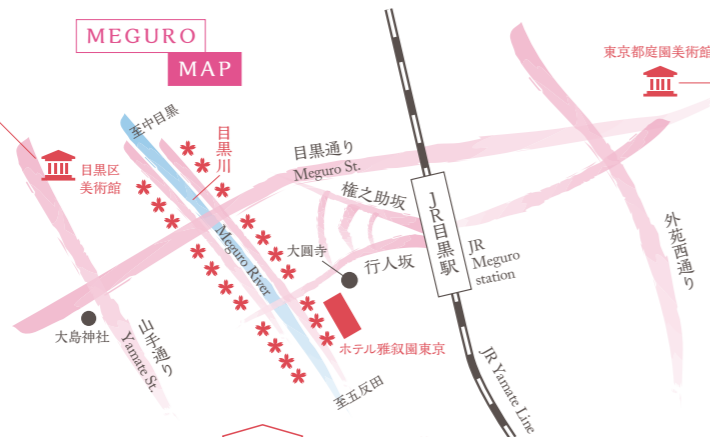 MEGURO
MAP
東京都庭園美術館
至中目黒
目黒川
目黒区
美術館
目黒通り
Meguro St.
権之助坂
JR目黒駅
JR
Meguro
station
外苑西通り
Meguro River
大圓寺
行人坂
大島神社
山手通り
Yamate St.
ホテル雅叙園東京
至五反田
JR Yamate Line